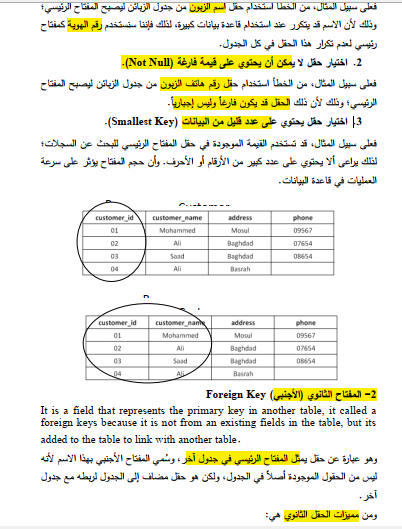 فعلى سبيل المثال، من الخطأ استخدام حقل اسم الزبون من جدول الزبائن ليصبح المفتاح الرئيسي؛
وذلك لأن الاسم قد يتكرر عند استخدام قاعدة بيانات كبيرة، لذلك فإننا سنستخدم رقم الهوية كمفتاح
رئيسي لعدم تكرار هذا الحقل في كل الجدول.
2. اختيار حقل لا يمكن أن يحتوي على قيمة فارغة (Not Null).
فعلى سبيل المثال، من الخطأ استخدام حقل رقم هاتف الزبون من جدول الزبائن ليصبح المفتاح
الرئيسي؛ وذلك لأن ذلك الحقل قد يكون فارغاً وليس إجبارياً.
3. اختيار حقل يحتوي على عدد قليل من البيانات (Smallest Key).
فعلى سبيل المثال، قد تستخدم القيمة الموجودة في حقل المفتاح الرئيسي للبحث عن السجلات؛
لذلك يراعى ألا يحتوي على عدد كبير من الأرقام أو الأحرف. وأن حجم المفتاح يؤثر على سرعة
العمليات في قاعدة البيانات.
customer_id customer_name address phone
01 Mohammed Mosul 09567
02 Ali Baghdad 07654
03 Saad Baghdad 08654
04 Ali Basrah
customer_id customer_name address phone
01 Mohammed Mosul 09567
02 Ali Baghdad 07654
03 Saad Baghdad 08654
04 Ali Basrah
2- المفتاح الثانوي (الأجنبي) Foreign Key
It is a field that represents the primary key in another table, it called a
foreign keys because it is not from an existing fields in the table, but its
added to the table to link with another table.
وهو عبارة عن حقل يمثل المفتاح الرئيسي في جدول آخر، وسُمي المفتاح الأجنبي بهذا الاسم لأنه
ليس من الحقول الموجودة أصلاً في الجدول، ولكن هو حقل مضاف إلى الجدول لربطه مع جدول
آخر.
ومن مميزات الحقل الثانوي هي: